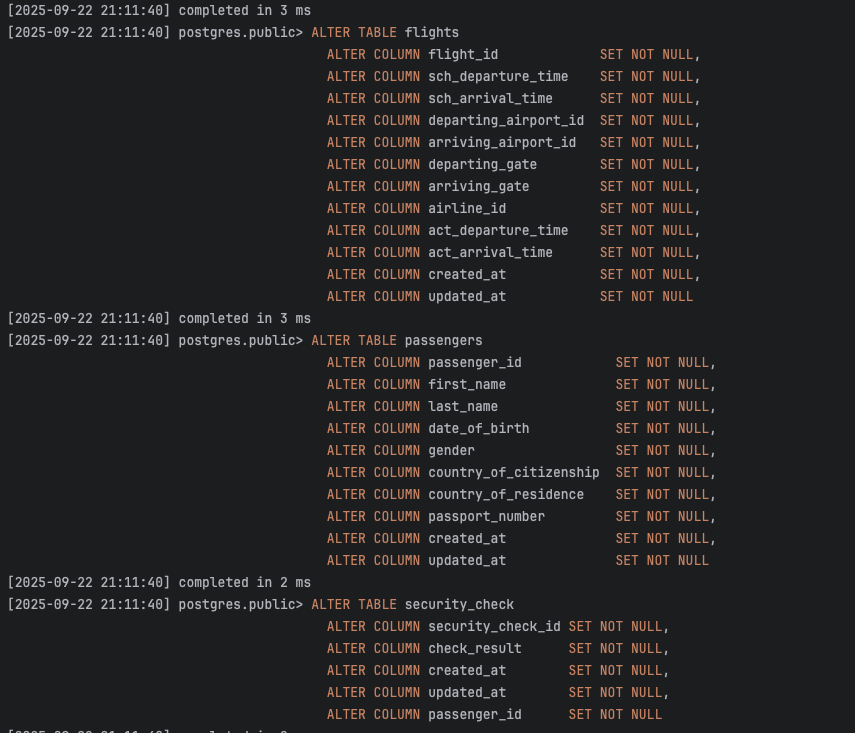 [2025-09-22 21:11:40] completed in 3 ms
[2025-09-22 21:11:40] postgres.public> ALTER TABLE flights
ALTER COLUMN flight_id SET NOT NULL,
ALTER COLUMN sch_departure_time SET NOT NULL,
ALTER COLUMN sch_arrival_time SET NOT NULL,
ALTER COLUMN departing_airport_id SET NOT NULL,
ALTER COLUMN arriving_airport_id SET NOT NULL,
ALTER COLUMN departing_gate SET NOT NULL,
ALTER COLUMN arriving_gate SET NOT NULL,
ALTER COLUMN airline_id SET NOT NULL,
ALTER COLUMN act_departure_time SET NOT NULL,
ALTER COLUMN act_arrival_time SET NOT NULL,
ALTER COLUMN created_at SET NOT NULL,
ALTER COLUMN updated_at SET NOT NULL
[2025-09-22 21:11:40] completed in 3 ms
[2025-09-22 21:11:40] postgres.public> ALTER TABLE passengers
ALTER COLUMN passenger_id SET NOT NULL,
ALTER COLUMN first_name SET NOT NULL,
ALTER COLUMN last_name SET NOT NULL,
ALTER COLUMN date_of_birth SET NOT NULL,
ALTER COLUMN gender SET NOT NULL,
ALTER COLUMN country_of_citizenship SET NOT NULL,
ALTER COLUMN country_of_residence SET NOT NULL,
ALTER COLUMN passport_number SET NOT NULL,
ALTER COLUMN created_at SET NOT NULL,
ALTER COLUMN updated_at SET NOT NULL
[2025-09-22 21:11:40] completed in 2 ms
[2025-09-22 21:11:40] postgres.public> ALTER TABLE security_check
ALTER COLUMN security_check_id SET NOT NULL,
ALTER COLUMN check_result SET NOT NULL,
ALTER COLUMN created_at SET NOT NULL,
ALTER COLUMN updated_at SET NOT NULL,
ALTER COLUMN passenger_id SET NOT NULL